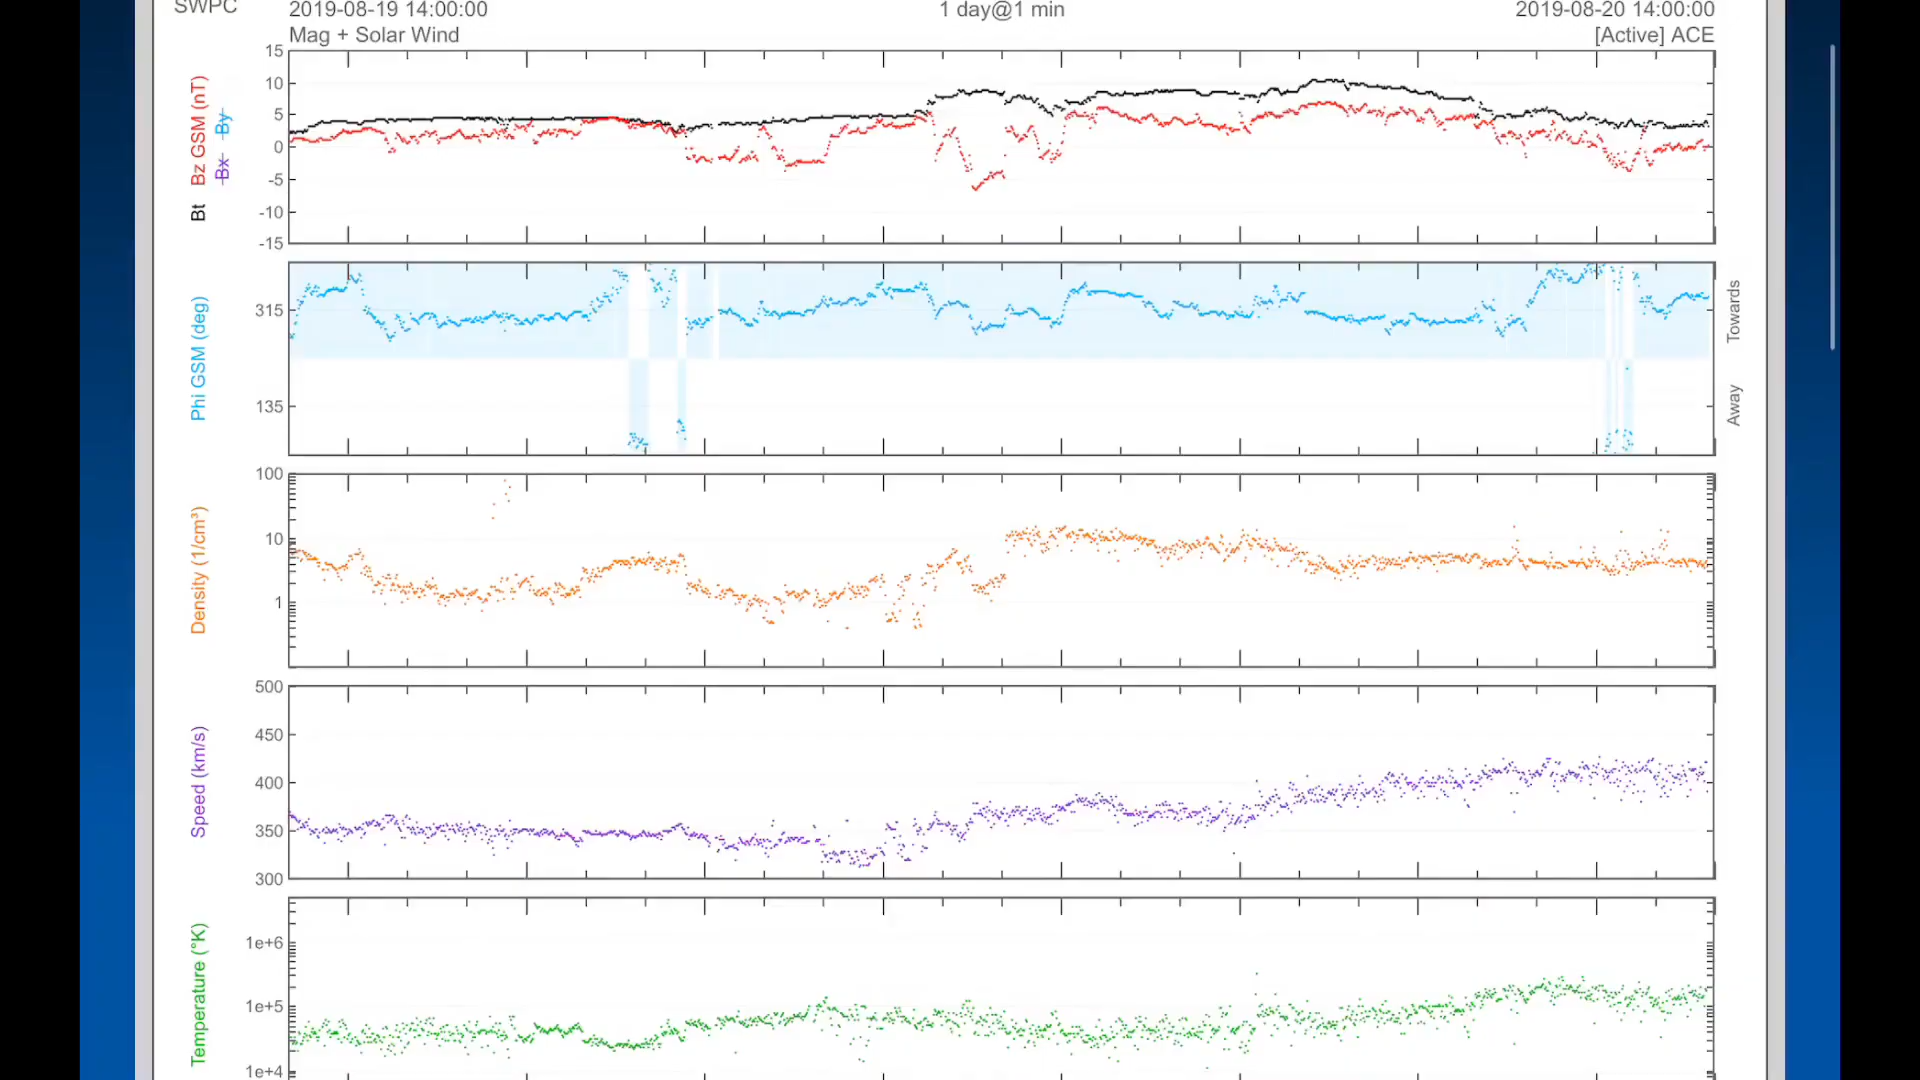 SWPC
2019-08-19 14:00:00 1 day@1 min 2019-08-20 14:00:00
Mag + Solar Wind [Active] ACE
Bt Bz GSM (nT)
Bx By
15
10
5
0
-5
-10
-15
Phi GSM (deg)
315
135
Towards
Away
Density (1/cm³)
100
10
1
Speed (km/s)
500
450
400
350
300
Temperature (°K)
1e+6
1e+5
1e+4